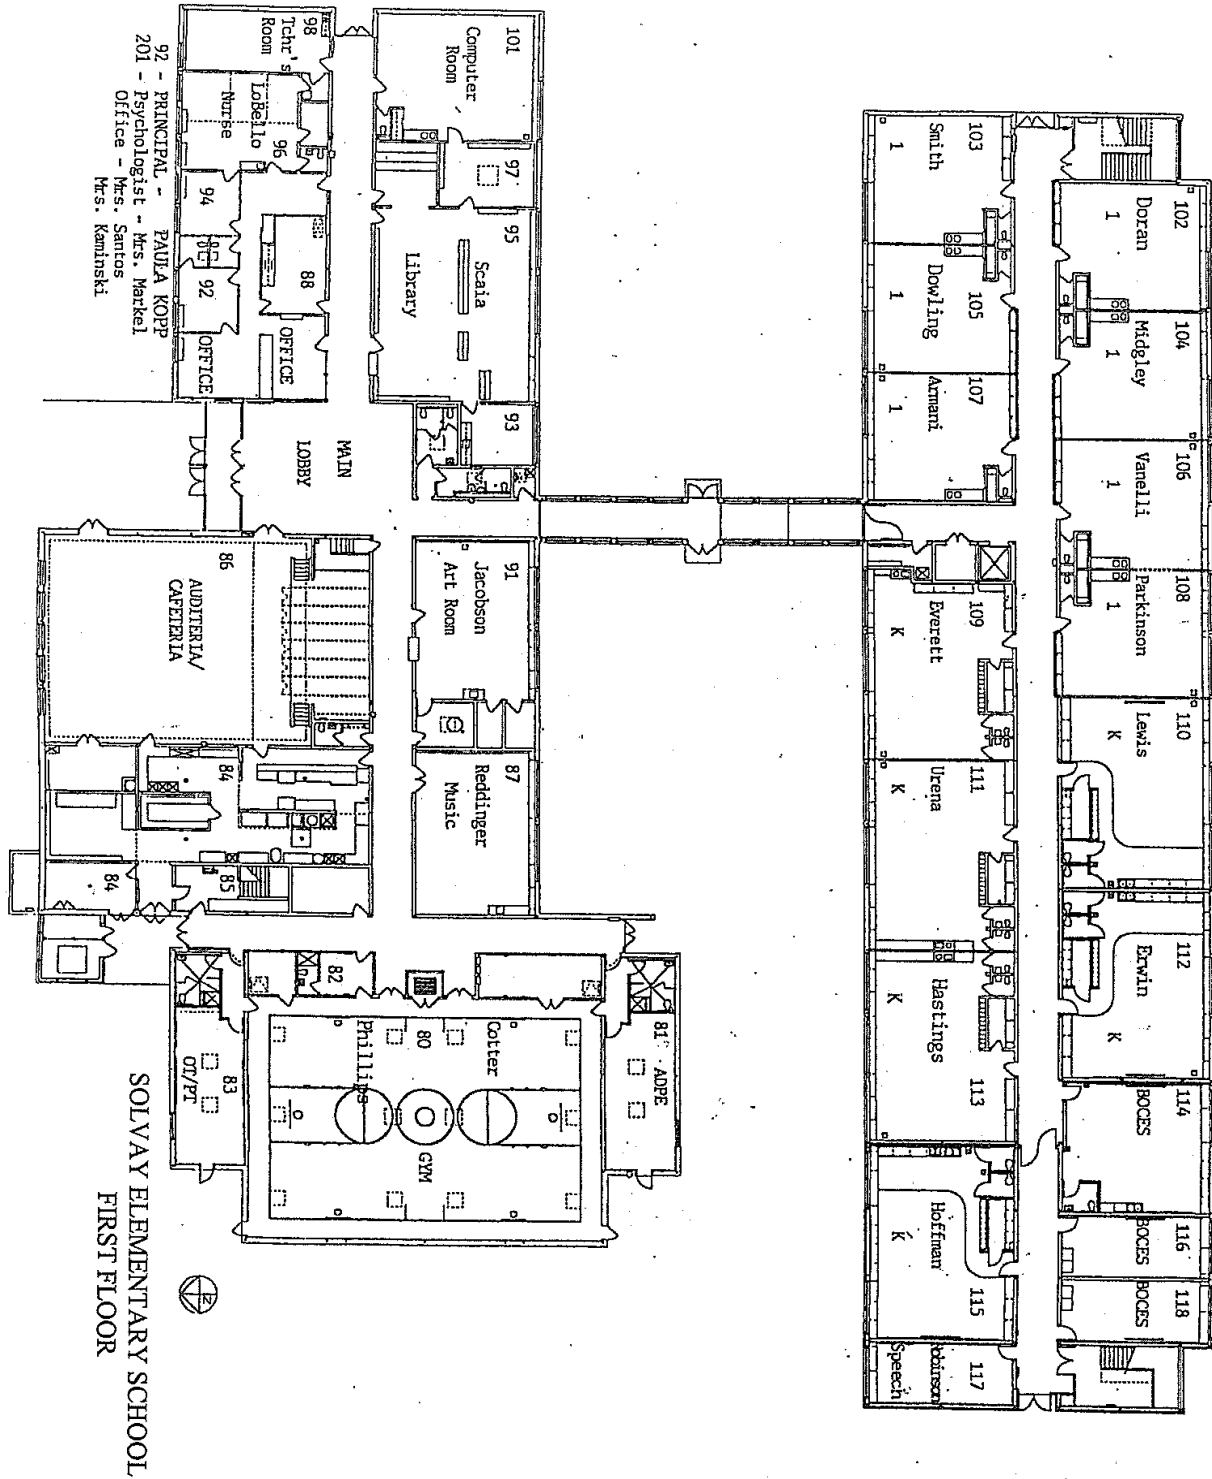 102
Doran
1
104
Midgley
1
106
Vanelli
1
108
Parkinson
1
110
Lewis
K
112
Erwin
K
114
BOCES
116
BOCES
118
BOCES
103
Smith
1
105
Dowling
1
107
Armani
1
109
Everett
K
111
Urena
K
Hastings
113
K
Hoffman
115
K
117
Speech
101
Computer
Room
97
95
Scaia
Library
93
91
Jacobson
Art Room
87
Reddinger
Music
98
Tchr's
Room
LoBello
Nurse
96
94
88
92
OFFICE
OFFICE
MAIN
LOBBY
86
AUDITERIA/
CAFETERIA
84
84
85
82
81
ADPE
Cotter
80
Phillips
GYM
83
OT/PT
92 - PRINCIPAL - PAULA KOPP
201 - Psychologist - Mrs. Markel
Office - Mrs. Santos
Mrs. Kaminski
N
SOLVAY ELEMENTARY SCHOOL
FIRST FLOOR